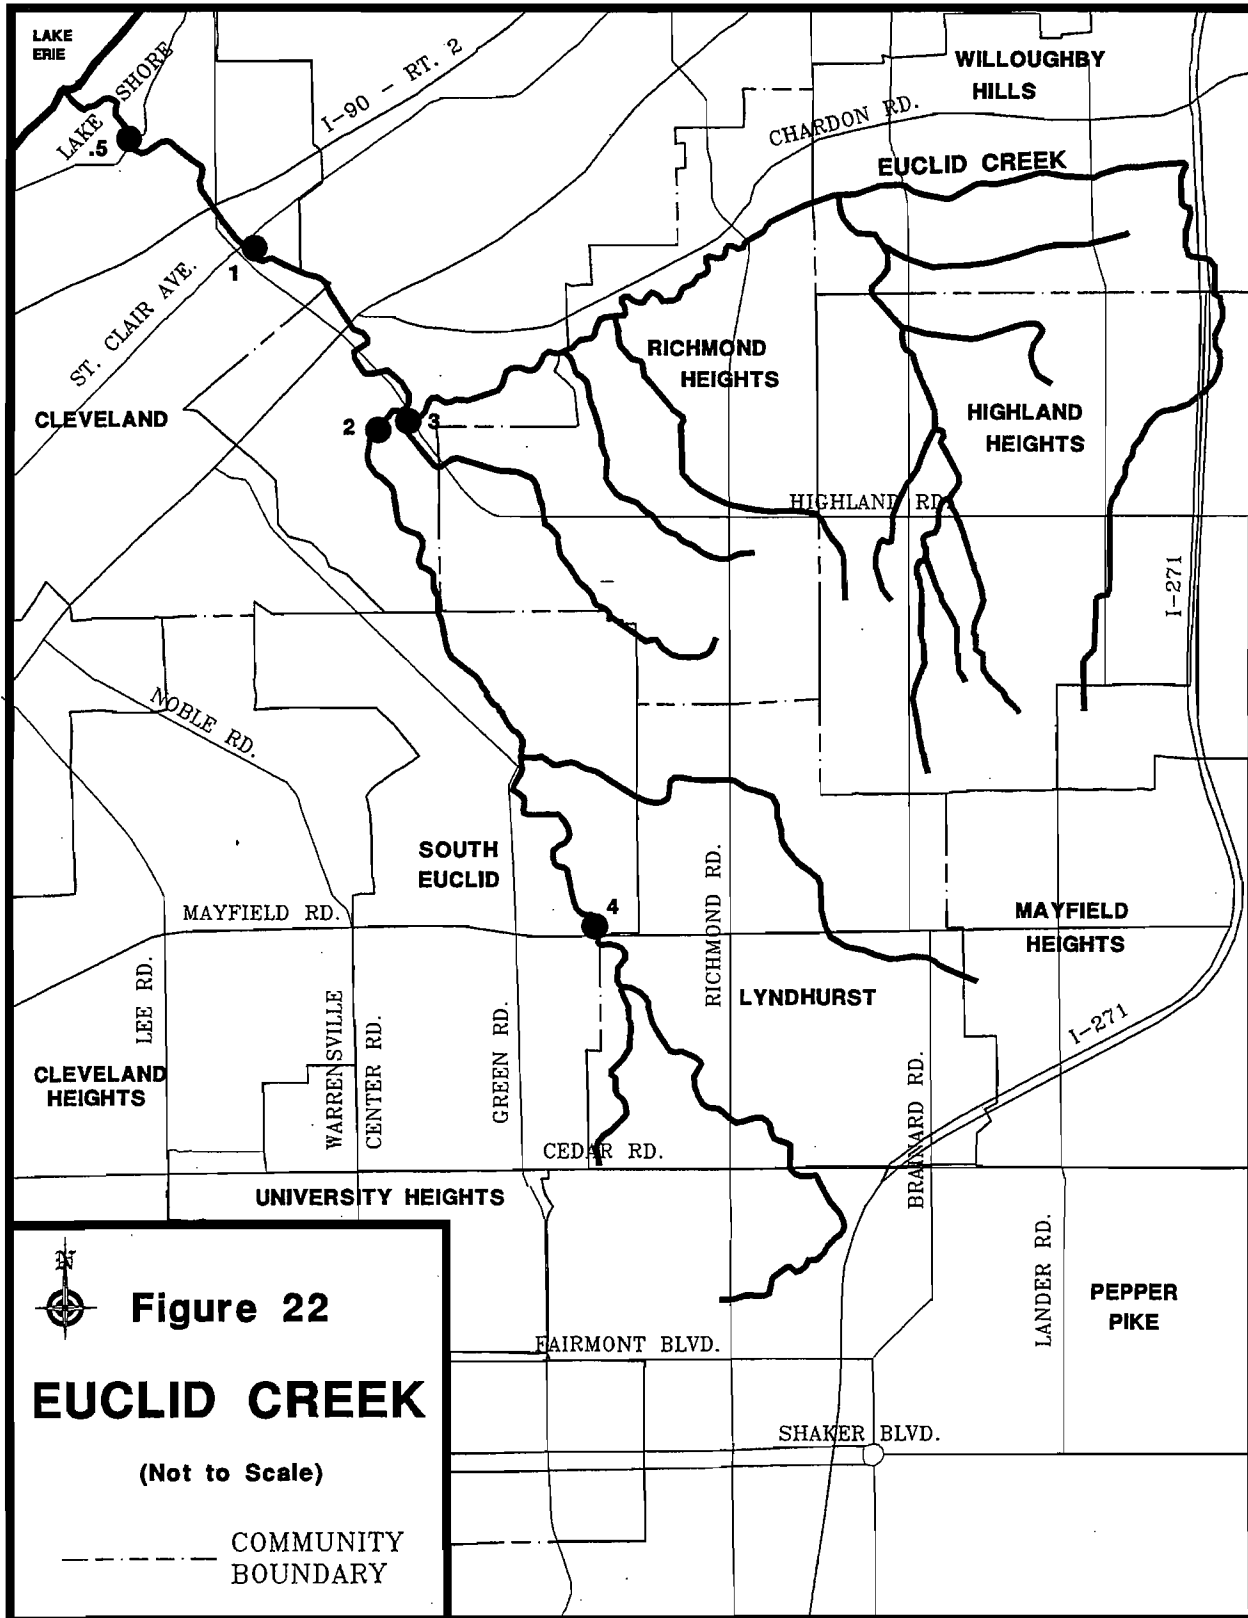 LAKE
ERIE
LAKE SHORE
.5
I-90 - RT. 2
WILLOUGHBY
HILLS
CHARDON RD.
EUCLID CREEK
1
ST. CLAIR AVE.
RICHMOND
HEIGHTS
CLEVELAND
2
3
HIGHLAND
HEIGHTS
HIGHLAND RD.
I-271
NOBLE RD.
SOUTH
EUCLID
4
MAYFIELD RD.
RICHMOND RD.
MAYFIELD
HEIGHTS
LEE RD.
WARRENSVILLE
CENTER RD.
GREEN RD.
LYNDHURST
I-271
CLEVELAND
HEIGHTS
BRAINARD RD.
CEDAR RD.
UNIVERSITY HEIGHTS
LANDER RD.
PEPPER
PIKE
N
Figure 22
FAIRMONT BLVD.
EUCLID CREEK
SHAKER BLVD.
(Not to Scale)
COMMUNITY
BOUNDARY